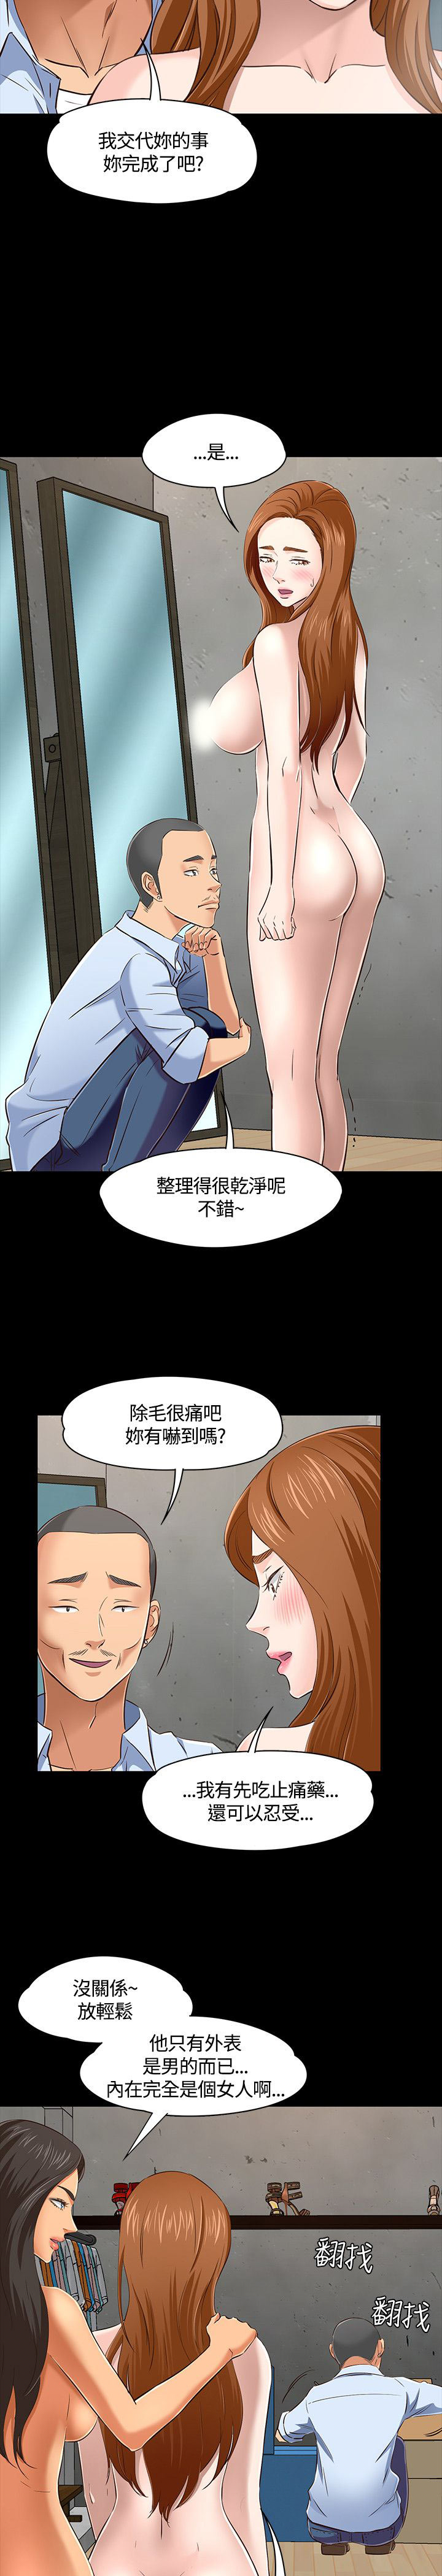 我交代妳的事
妳完成了吧?
...是...
整理得很乾淨呢
不錯~
除毛很痛吧
妳有嚇到嗎?
...我有先吃止痛藥...
還可以忍受...
沒關係~
放輕鬆
他只有外表
是男的而已...
內在完全是個女人啊...
翻找
翻找